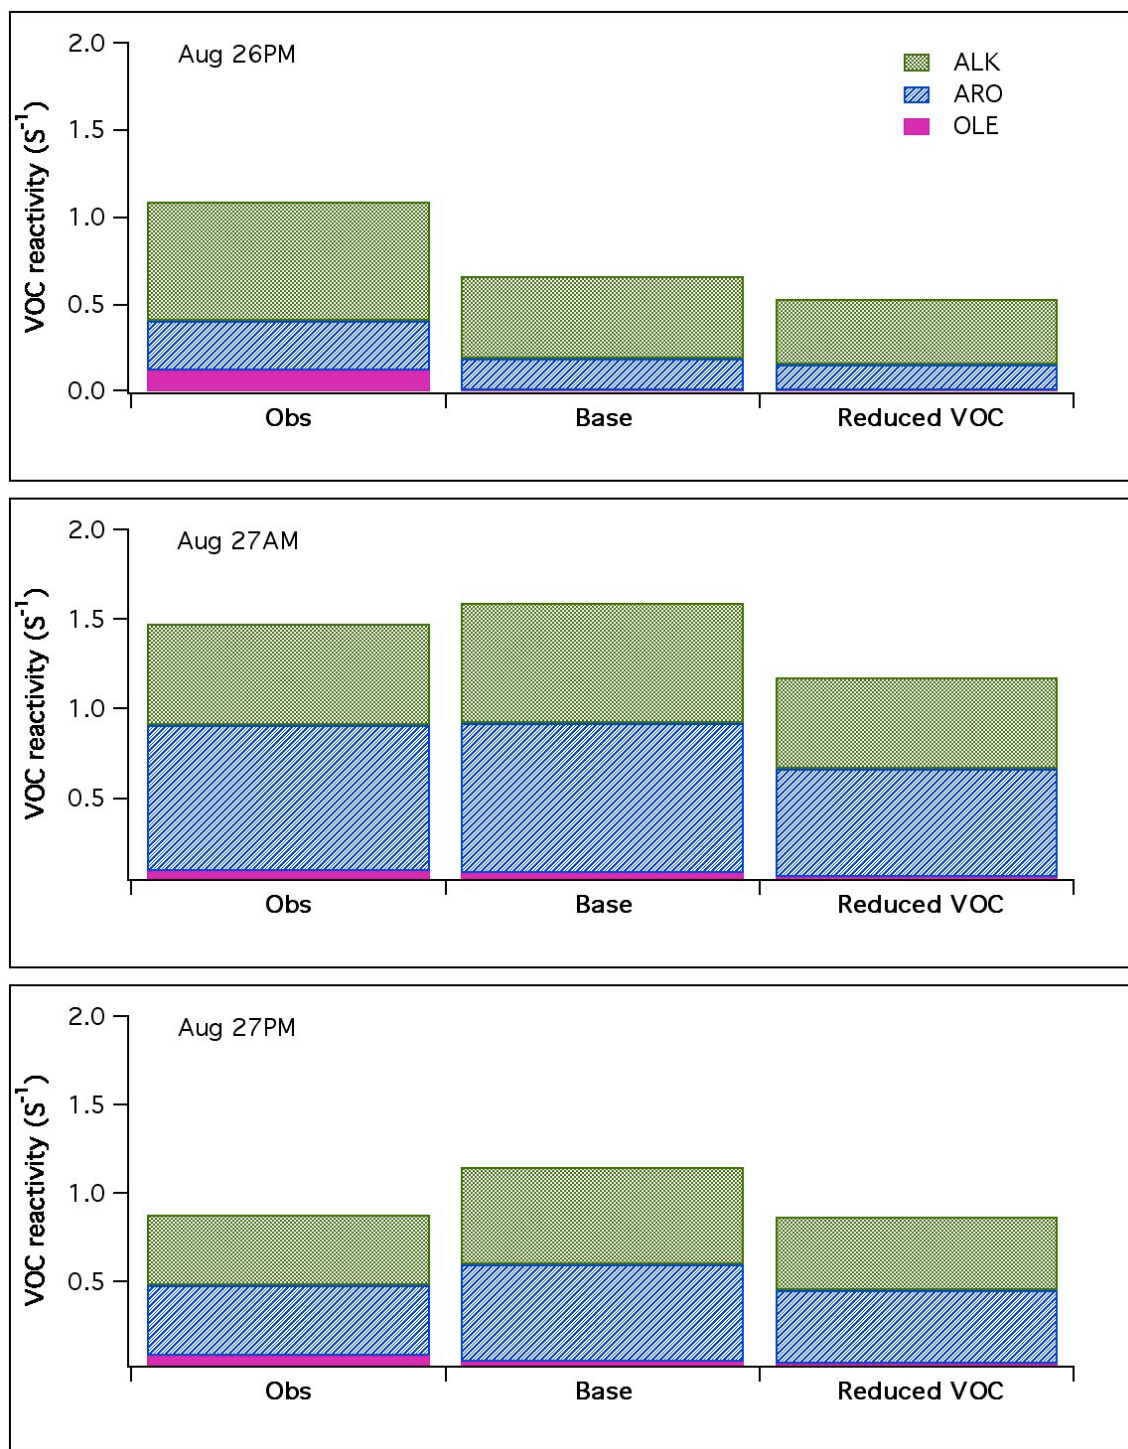 Aug 26PM
ALK
ARO
OLE
VOC reactivity (S⁻¹)
2.0
1.5
1.0
0.5
0.0
Obs Base Reduced VOC
Aug 27AM
VOC reactivity (S⁻¹)
2.0
1.5
1.0
0.5
Obs Base Reduced VOC
Aug 27PM
VOC reactivity (S⁻¹)
2.0
1.5
1.0
0.5
Obs Base Reduced VOC